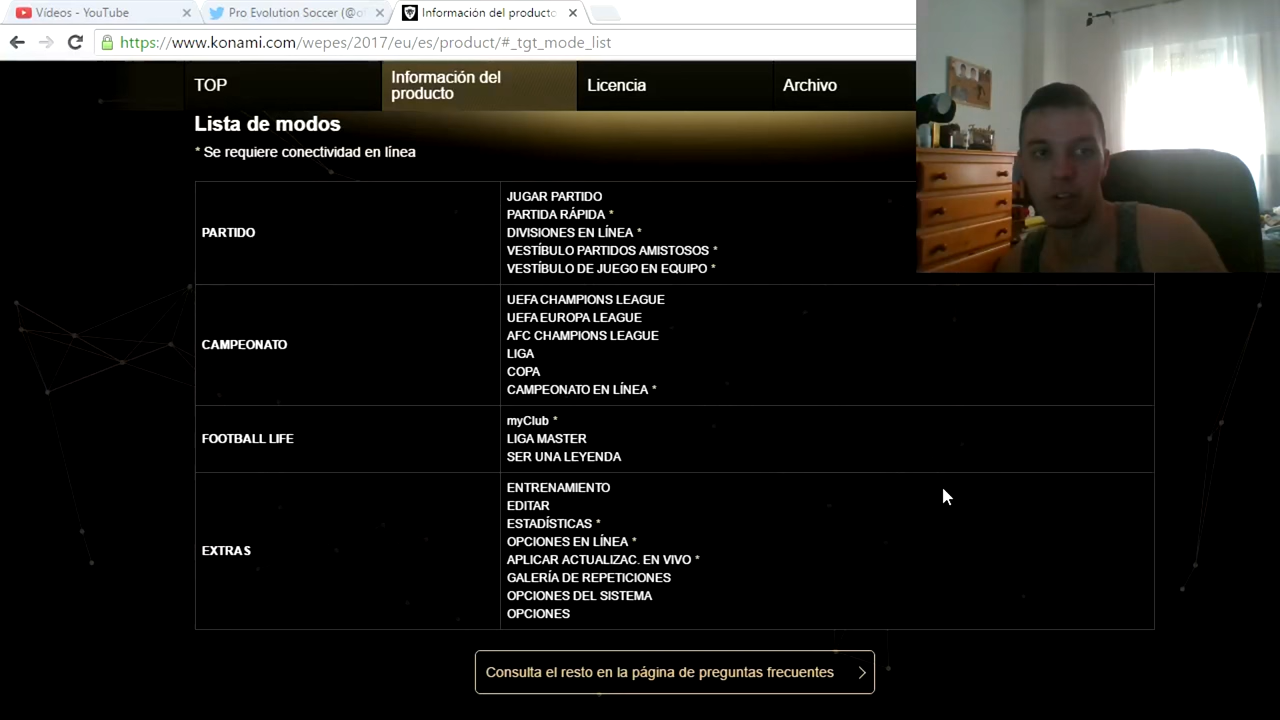 Vídeos - YouTube
Pro Evolution Soccer (@of
Información del producto
https://www.konami.com/wepes/2017/eu/es/product/#_tgt_mode_list
TOP
Información del
producto
Licencia
Archivo
Lista de modos
* Se requiere conectividad en línea
PARTIDO
JUGAR PARTIDO
PARTIDA RÁPIDA *
DIVISIONES EN LÍNEA *
VESTÍBULO PARTIDOS AMISTOSOS *
VESTÍBULO DE JUEGO EN EQUIPO *
CAMPEONATO
UEFA CHAMPIONS LEAGUE
UEFA EUROPA LEAGUE
AFC CHAMPIONS LEAGUE
LIGA
COPA
CAMPEONATO EN LÍNEA *
FOOTBALL LIFE
myClub *
LIGA MASTER
SER UNA LEYENDA
EXTRAS
ENTRENAMIENTO
EDITAR
ESTADÍSTICAS *
OPCIONES EN LÍNEA *
APLICAR ACTUALIZAC. EN VIVO *
GALERÍA DE REPETICIONES
OPCIONES DEL SISTEMA
OPCIONES
Consulta el resto en la página de preguntas frecuentes